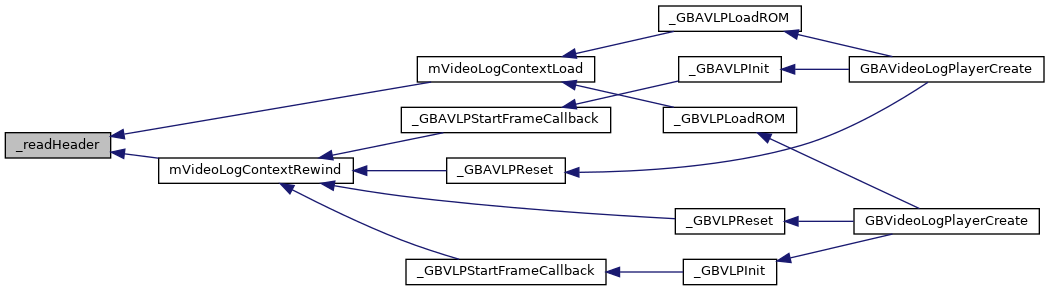 _GBAVLPLoadROM
mVideoLogContextLoad
_GBAVLPInit
GBAVideoLogPlayerCreate
_GBAVLPStartFrameCallback
_GBVLPLoadROM
_readHeader
mVideoLogContextRewind
_GBAVLPReset
_GBVLPReset
GBVideoLogPlayerCreate
_GBVLPStartFrameCallback
_GBVLPInit